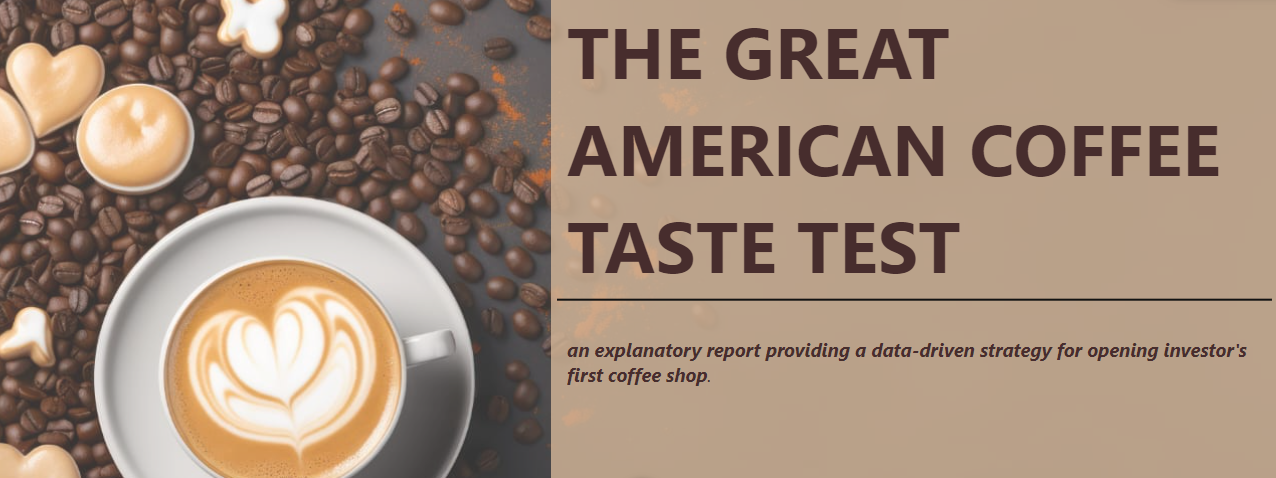 THE GREAT
AMERICAN COFFEE
TASTE TEST
an explanatory report providing a data-driven strategy for opening investor's
first coffee shop.